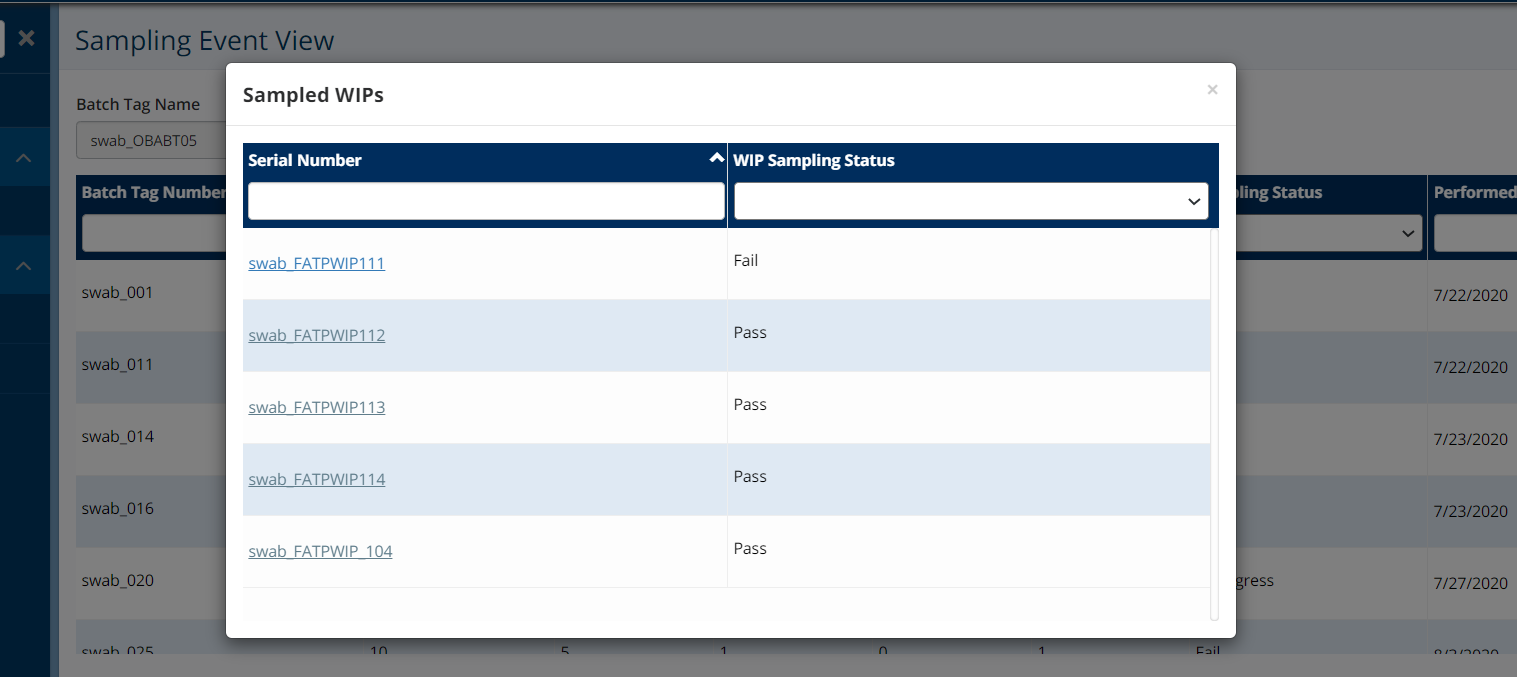 Sampling Event View
Sampled WIPs
×
Batch Tag Name
swab_OBABT05
Serial Number WIP Sampling Status
Batch Tag Number Status Performed
swab_FATPWIP111 Fail
swab_001 7/22/2020
swab_FATPWIP112 Pass
swab_011 7/22/2020
swab_FATPWIP113 Pass
swab_014 7/23/2020
swab_FATPWIP114 Pass
swab_016 7/23/2020
swab_FATPWIP_104 Pass
swab_020 gress 7/27/2020
swab_025 10 5 1 0 1 Fail 8/3/2020